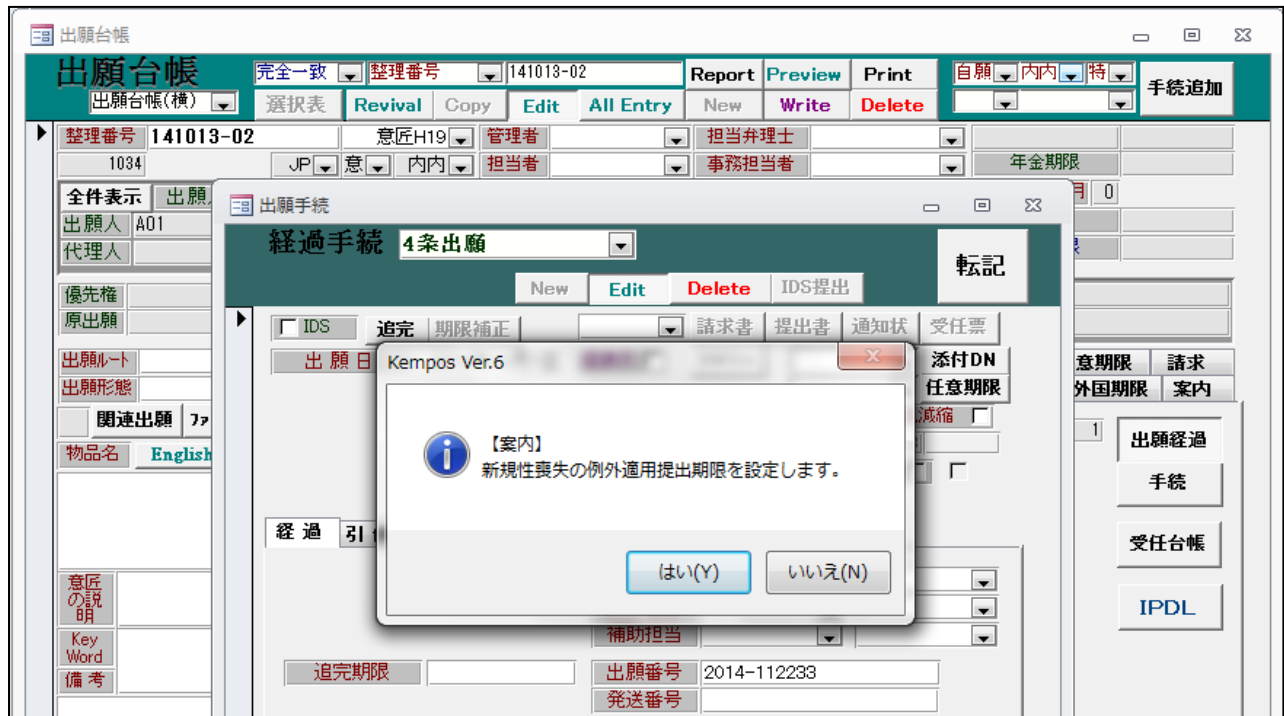 出願台帳
出願台帳 完全一致 整理番号 141013-02 Report Preview Print 自願 内内 特 手続追加
出願台帳(横) 選択表 Revival Copy Edit All Entry New Write Delete
整理番号 141013-02 意匠H19 管理者 担当弁理士
1034 JP 意 内内 担当者 事務担当者 年金期限
全件表示 出願 出願手続 月 0
出願人 A01 経過手続 4条出願 転記
代理人
New Edit Delete IDS提出
優先権
原出願 IDS 追完 期限補正 請求書 提出書 通知状 受任票
出願ルート 出願日 Kempos Ver.6 添付DN 意期限 請求
出願形態 任意期限 外国期限 案内
関連出願 ファ 減縮 1 出願経過
物品名 English 【案内】
新規性喪失の例外適用提出期限を設定します。
手続
経過 引 受任台帳
はい(Y) いいえ(N)
意匠の説明 IPDL
Key Word 補助担当
備考 追完期限 出願番号 2014-112233
発送番号